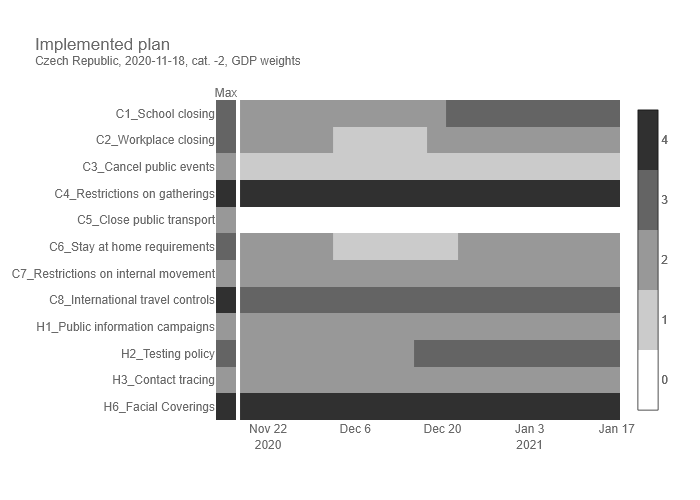 Implemented plan
Czech Republic, 2020-11-18, cat. -2, GDP weights
Max
C1_School closing
C2_Workplace closing
C3_Cancel public events
C4_Restrictions on gatherings
C5_Close public transport
C6_Stay at home requirements
C7_Restrictions on internal movement
C8_International travel controls
H1_Public information campaigns
H2_Testing policy
H3_Contact tracing
H6_Facial Coverings
4
3
2
1
0
Nov 22 Dec 6 Dec 20 Jan 3 Jan 17
2020 2021